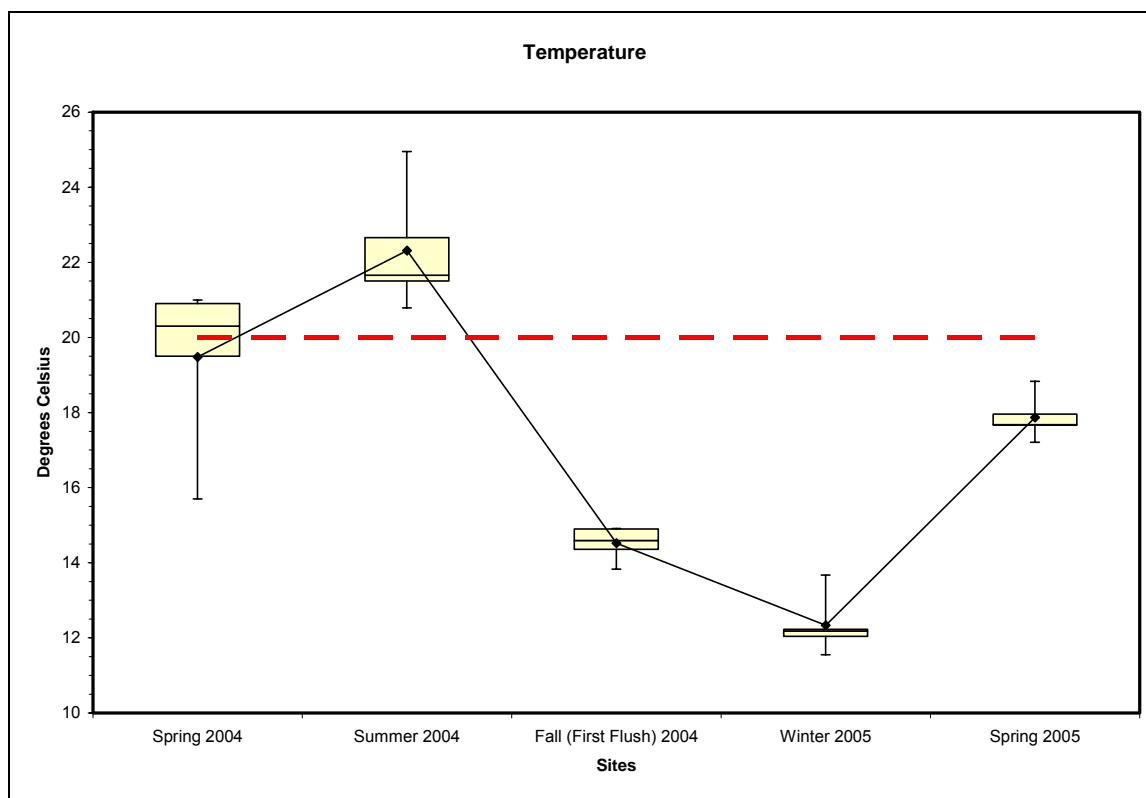 Temperature
26
24
22
20
18
16
14
12
10
Degrees Celsius
Spring 2004
Summer 2004
Fall (First Flush) 2004
Winter 2005
Spring 2005
Sites